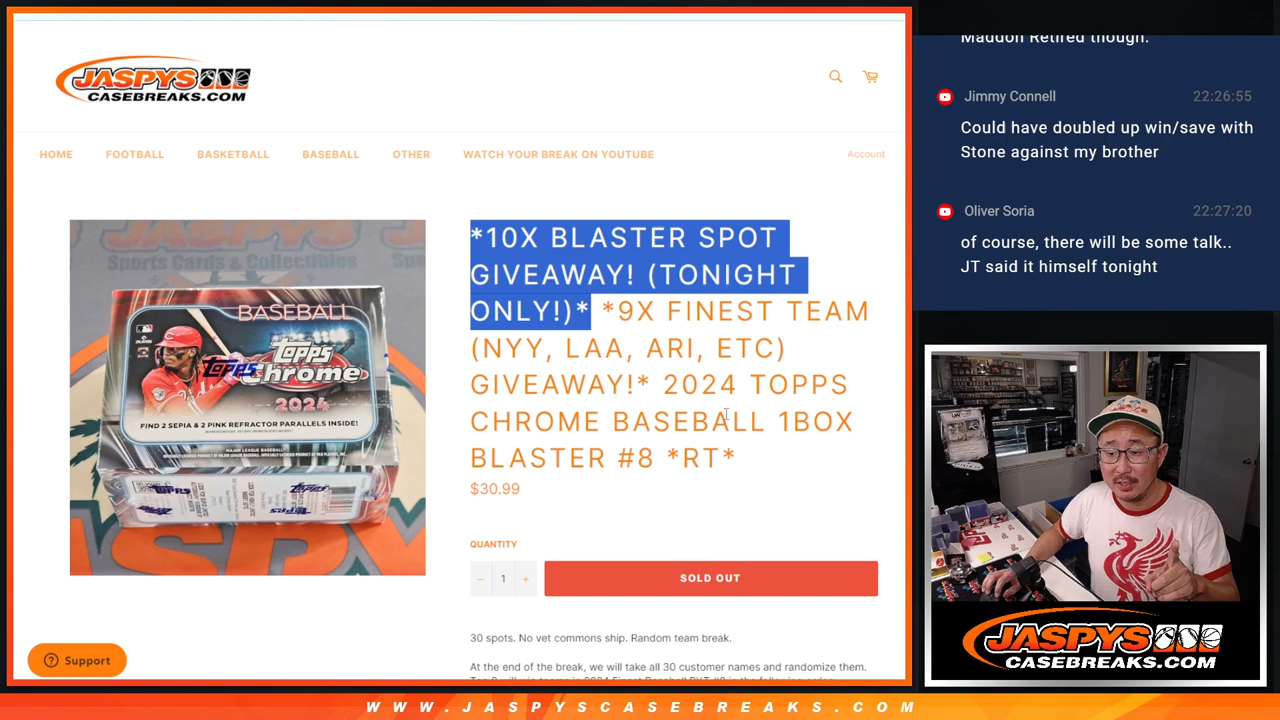 JASPYS
CASEBREAKS.COM
HOME FOOTBALL BASKETBALL BASEBALL OTHER WATCH YOUR BREAK ON YOUTUBE Account
Sports Cards & Collectibles
BASEBALL
Topps
Chrome
topps
2024
FIND 2 SEPIA & 2 PINK REFRACTOR PARALLELS INSIDE!
*10X BLASTER SPOT
GIVEAWAY! (TONIGHT
ONLY!)* *9X FINEST TEAM
(NYY, LAA, ARI, ETC)
GIVEAWAY!* 2024 TOPPS
CHROME BASEBALL 1BOX
BLASTER #8 *RT*
$30.99
QUANTITY
− 1 +
SOLD OUT
30 spots. No vet commons ship. Random team break.
At the end of the break, we will take all 30 customer names and randomize them.
Support
Maddon Retired though.
Jimmy Connell 22:26:55
Could have doubled up win/save with
Stone against my brother
Oliver Soria 22:27:20
of course, there will be some talk..
JT said it himself tonight
JASPYS
CASEBREAKS.COM
WWW.JASPYSCASEBREAKS.COM